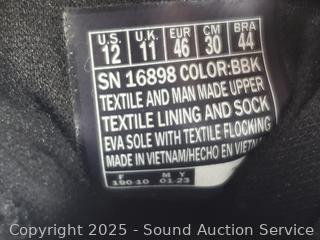 U.S. U.K. EUR CM BRA
12 11 46 30 44
SN 16898 COLOR:BBK
TEXTILE AND MAN MADE UPPER
TEXTILE LINING AND SOCK
EVA SOLE WITH TEXTILE FLOCKING
MADE IN VIETNAM/HECHO EN VIETNA
F M Y
190-10 01-23
Copyright 2025 - Sound Auction Service